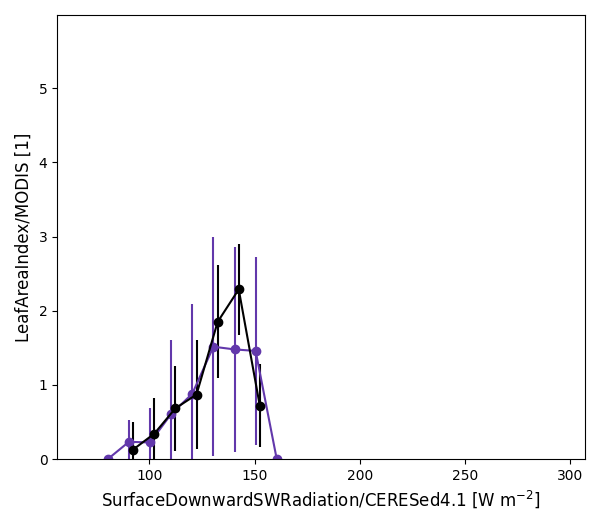 5
4
3
2
1
0
LeafAreaIndex/MODIS [1]
100 150 200 250 300
SurfaceDownwardSWRadiation/CERESed4.1 [W m⁻²]